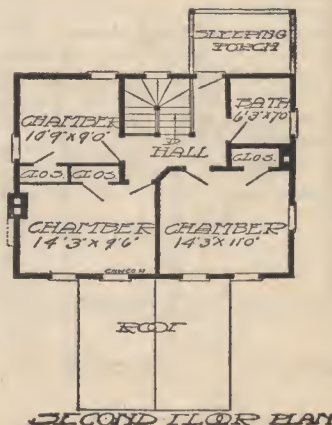 SLEEPING
PORCH
CHAMBER
10'9"X9'0"
BATH
6'3"X7'0"
D
HALL
CLOS.
CLOS.
CLOS.
CHAMBER
14'3"X9'6"
CHAMBER
14'3"X11'0"
ROOF
SECOND FLOOR PLAN